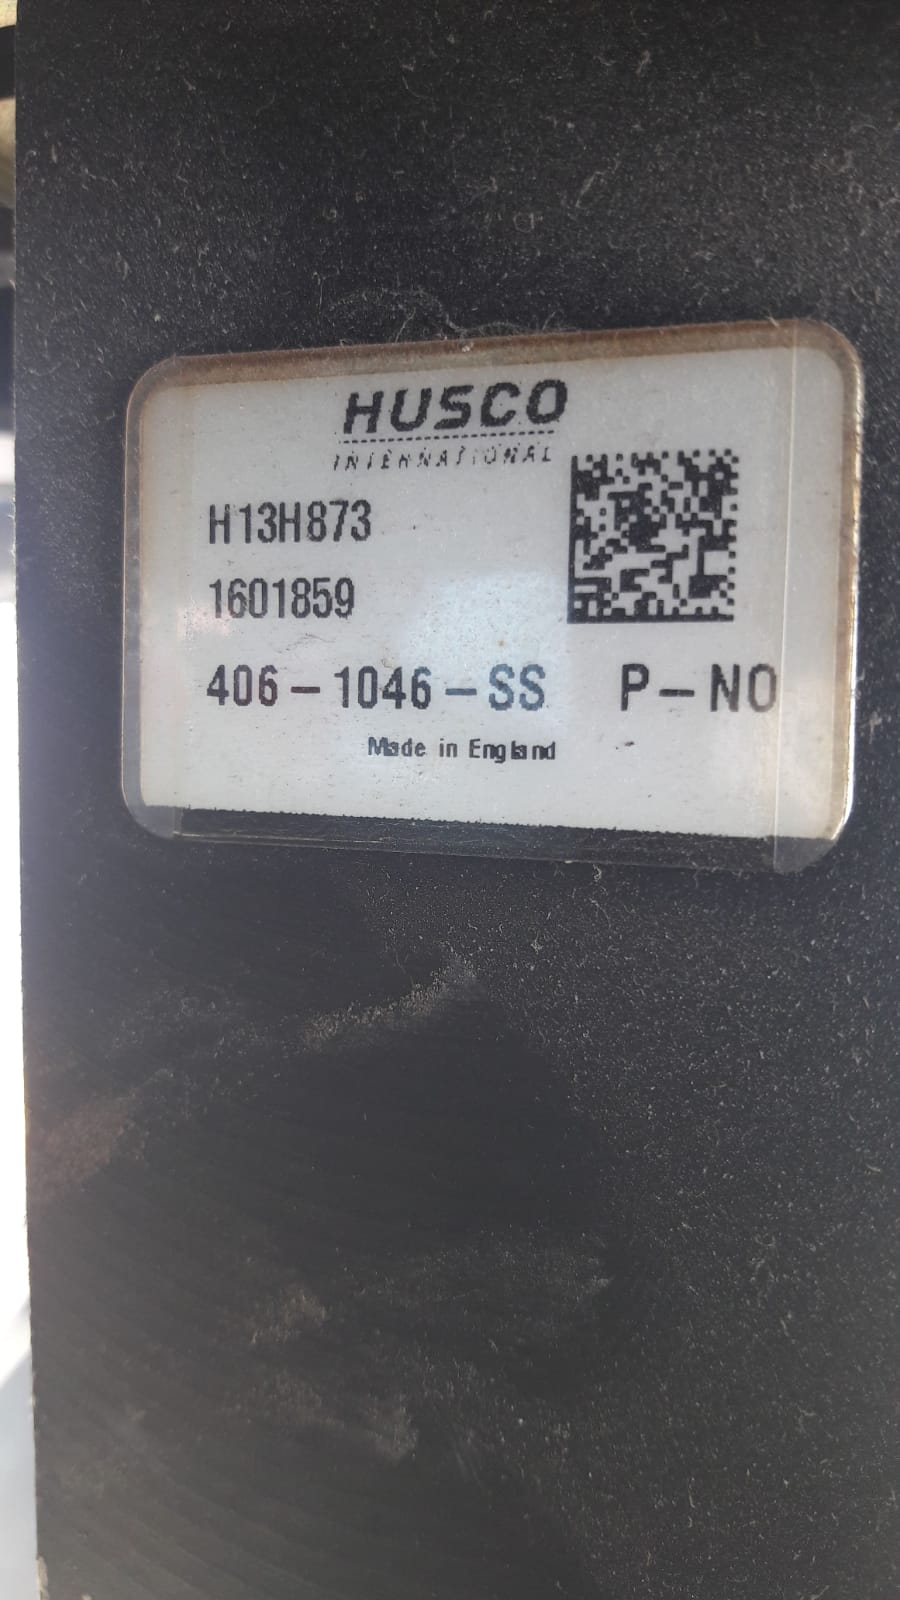 HUSCO
INTERNATIONAL
H13H873
1601859
406-1046-SS P-NO
Made in England